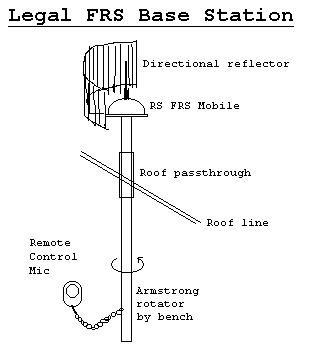 Legal FRS Base Station
Directional reflector
RS FRS Mobile
Roof passthrough
Roof line
Remote
Control
Mic
Armstrong
rotator
by bench